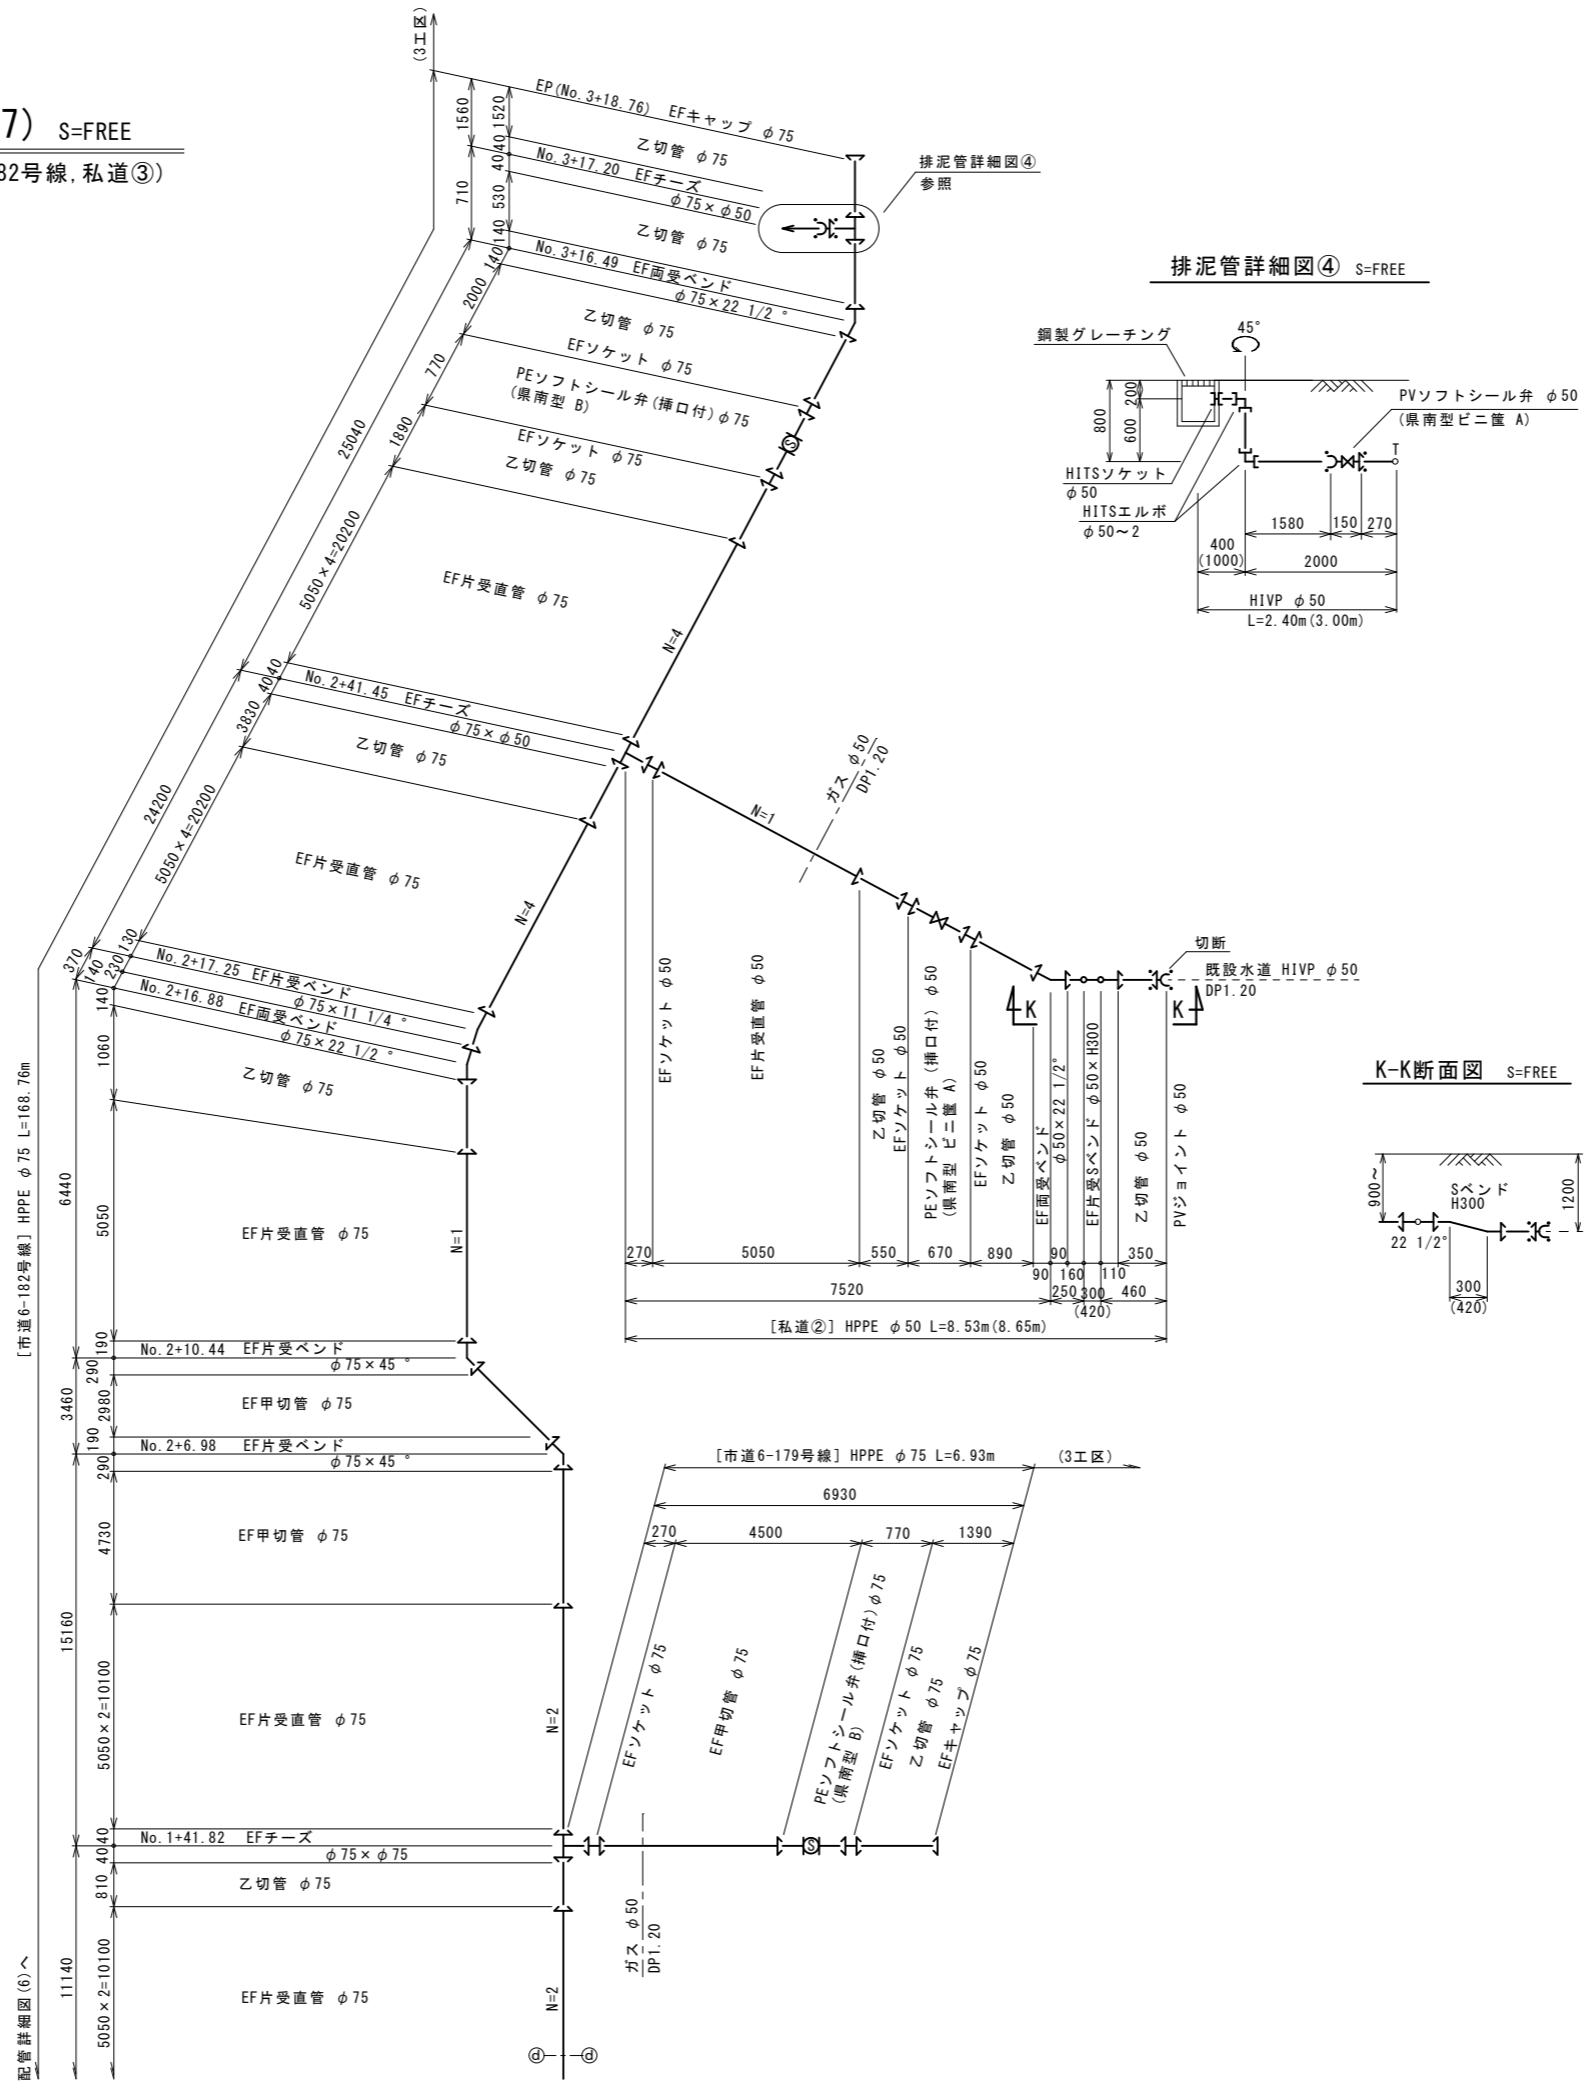 7) S=FREE
32号線,私道③)
(3工区)
EP(No.3+18.76) EFキャップ φ75
1560
1520
乙切管 φ75
40
40
No.3+17.20 EFチーズ
φ75×φ50
710
530
乙切管 φ75
140
No.3+16.49 EF両受ベンド
φ75×22 1/2 °
140
2000
乙切管 φ75
EFソケット φ75
770
PEソフトシール弁(挿口付)φ75
(県南型 B)
1890
EFソケット φ75
乙切管 φ75
25040
5050×4=20200
EF片受直管 φ75
N=4
40
40
No.2+41.45 EFチーズ
φ75×φ50
3830
乙切管 φ75
24200
5050×4=20200
EF片受直管 φ75
N=4
130
No.2+17.25 EF片受ベンド
φ75×11 1/4 °
370
230
140
No.2+16.88 EF両受ベンド
φ75×22 1/2 °
140
1060
乙切管 φ75
6440
5050
EF片受直管 φ75
N=1
190
No.2+10.44 EF片受ベンド
φ75×45 °
290
3460
2980
EF甲切管 φ75
190
No.2+6.98 EF片受ベンド
φ75×45 °
290
4730
EF甲切管 φ75
15160
5050×2=10100
EF片受直管 φ75
N=2
40
No.1+41.82 EFチーズ
φ75×φ75
40
810
乙切管 φ75
11140
5050×2=10100
EF片受直管 φ75
N=2
ⓓ
ⓓ
[市道6-182号線] HPPE φ75 L=168.76m
配管詳細図(6)へ
排泥管詳細図④
参照
排泥管詳細図④ S=FREE
鋼製グレーチング
45°
800
200
600
PVソフトシール弁 φ50
(県南型ビニ筐 A)
T
HITSソケット
φ50
HITSエルボ
φ50~2
1580
150
270
400
(1000)
2000
HIVP φ50
L=2.40m(3.00m)
N=1
ガス φ50
DP1.20
切断
既設水道 HIVP φ50
DP1.20
K
K
EFソケット φ50
EF片受直管 φ50
乙切管 φ50
EFソケット φ50
PEソフトシール弁 (挿口付) φ50
(県南型 ビニ筐 A)
EFソケット φ50
乙切管 φ50
EF両受ベンド
φ50×22 1/2°
EF片受Sベンド φ50×H300
乙切管 φ50
PVジョイント φ50
270
5050
550
670
890
90
350
90
160
110
7520
250
300
460
(420)
[私道②] HPPE φ50 L=8.53m(8.65m)
K-K断面図 S=FREE
900~
Sベンド
H300
1200
22 1/2°
300
(420)
[市道6-179号線] HPPE φ75 L=6.93m
(3工区)
6930
270
4500
770
1390
EFソケット φ75
EF甲切管 φ75
PEソフトシール弁(挿口付)φ75
(県南型 B)
EFソケット φ75
乙切管 φ75
EFキャップ φ75
S
S
ガス φ50
DP1.20